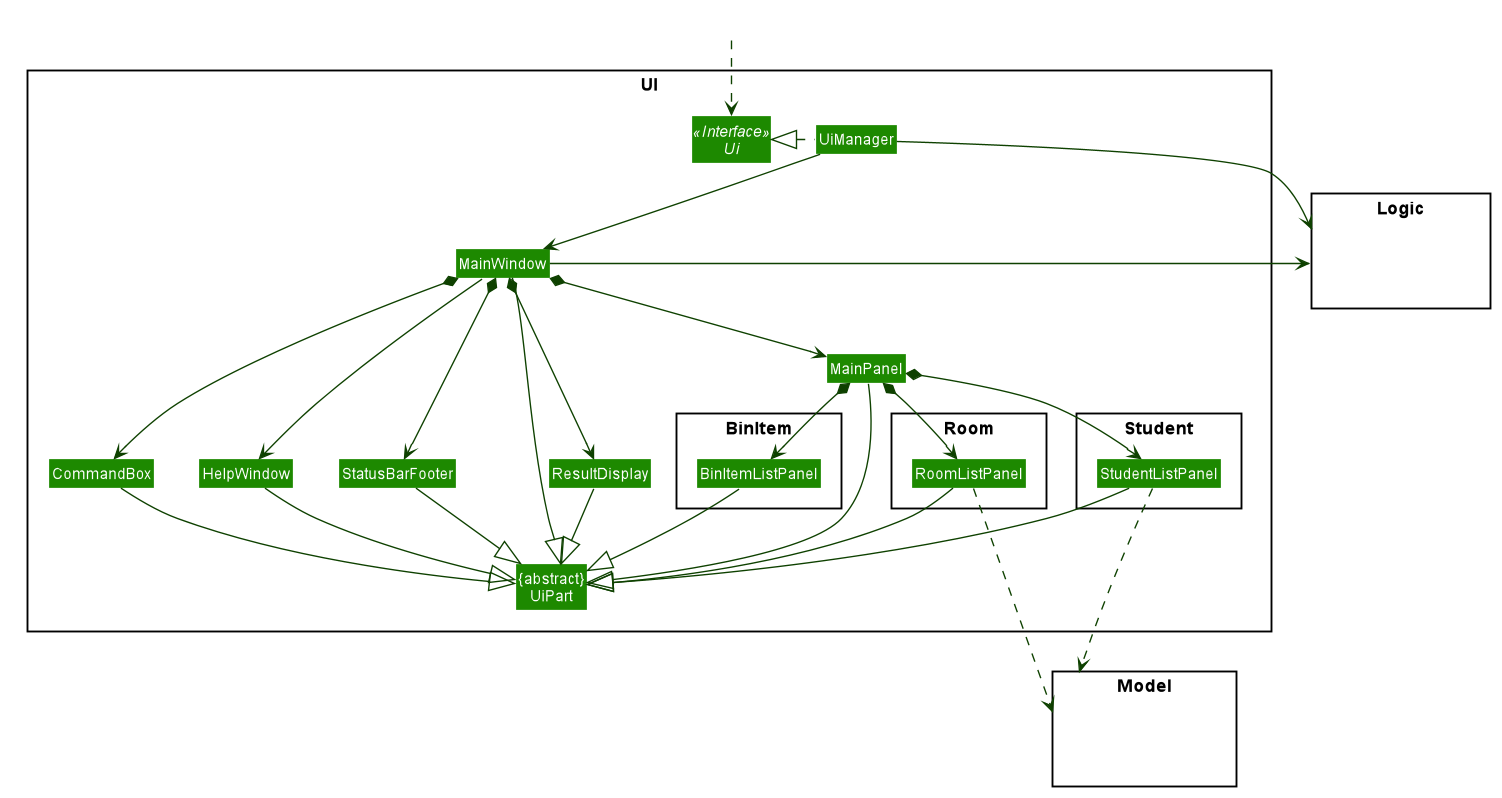 UI
«Interface»
Ui
UiManager
Logic
MainWindow
MainPanel
BinItem
Room
Student
CommandBox
HelpWindow
StatusBarFooter
ResultDisplay
BinItemListPanel
RoomListPanel
StudentListPanel
{abstract}
UiPart
Model